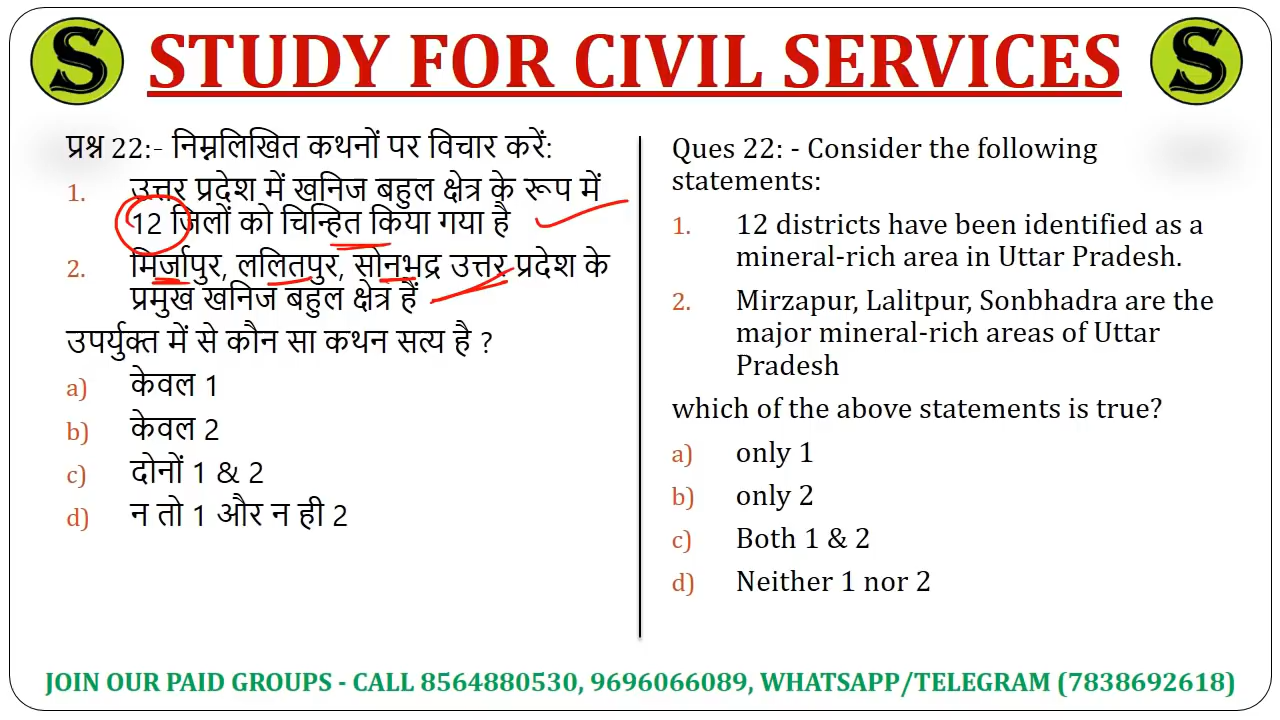 S
STUDY FOR CIVIL SERVICES
S
प्रश्न 22:- निम्नलिखित कथनों पर विचार करें:
1. उत्तर प्रदेश में खनिज बहुल क्षेत्र के रूप में
12 जिलों को चिन्हित किया गया है
2. मिर्जापुर, ललितपुर, सोनभद्र उत्तर प्रदेश के
प्रमुख खनिज बहुल क्षेत्र हैं
उपर्युक्त में से कौन सा कथन सत्य है ?
a) केवल 1
b) केवल 2
c) दोनों 1 & 2
d) न तो 1 और न ही 2
Ques 22: - Consider the following
statements:
1. 12 districts have been identified as a
mineral-rich area in Uttar Pradesh.
2. Mirzapur, Lalitpur, Sonbhadra are the
major mineral-rich areas of Uttar
Pradesh
which of the above statements is true?
a) only 1
b) only 2
c) Both 1 & 2
d) Neither 1 nor 2
JOIN OUR PAID GROUPS - CALL 8564880530, 9696066089, WHATSAPP/TELEGRAM (7838692618)